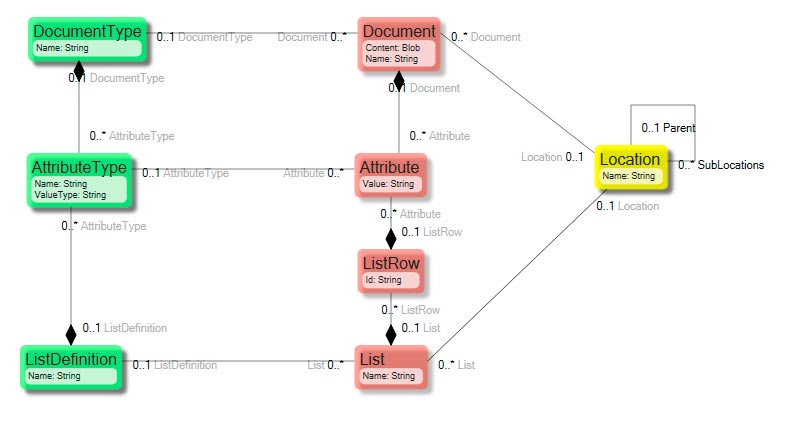 DocumentType
Name: String
0..1 DocumentType
Document 0..*
Document
Content: Blob
Name: String
0..* Document
0..1 DocumentType
0..1 Document
0..* AttributeType
0..* Attribute
0..1 Parent
Location 0..1
Location
Name: String
0..* SubLocations
AttributeType
Name: String
ValueType: String
0..1 AttributeType
Attribute 0..*
Attribute
Value: String
0..1 Location
0..* AttributeType
0..* Attribute
0..1 ListRow
ListRow
Id: String
0..* ListRow
0..1 ListDefinition
0..1 List
ListDefinition
Name: String
0..1 ListDefinition
List 0..*
List
Name: String
0..* List